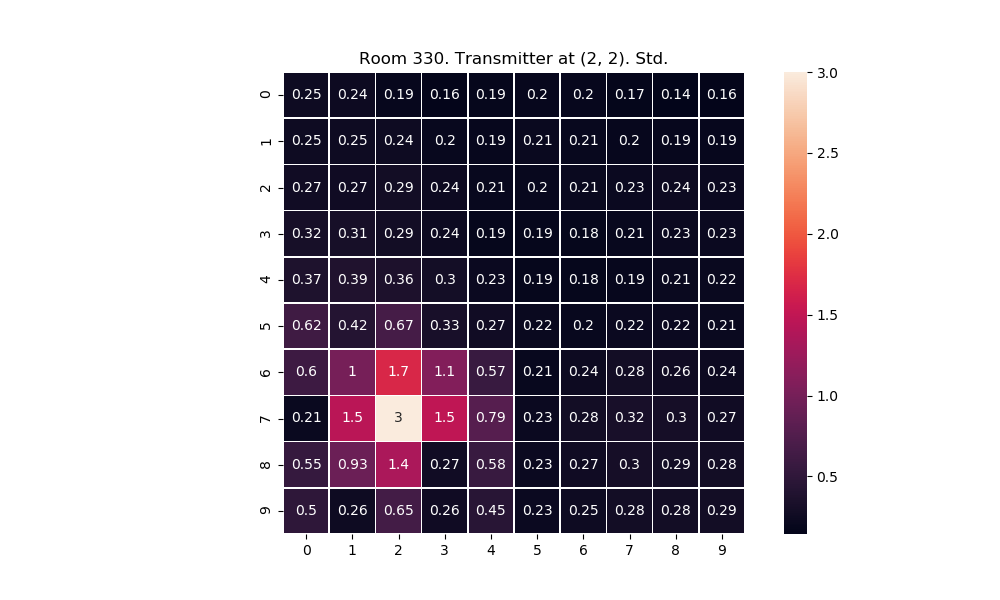 Room 330. Transmitter at (2, 2). Std.
0 0.25 0.24 0.19 0.16 0.19 0.2 0.2 0.17 0.14 0.16
1 0.25 0.25 0.24 0.2 0.19 0.21 0.21 0.2 0.19 0.19
2 0.27 0.27 0.29 0.24 0.21 0.2 0.21 0.23 0.24 0.23
3 0.32 0.31 0.29 0.24 0.19 0.19 0.18 0.21 0.23 0.23
4 0.37 0.39 0.36 0.3 0.23 0.19 0.18 0.19 0.21 0.22
5 0.62 0.42 0.67 0.33 0.27 0.22 0.2 0.22 0.22 0.21
6 0.6 1 1.7 1.1 0.57 0.21 0.24 0.28 0.26 0.24
7 0.21 1.5 3 1.5 0.79 0.23 0.28 0.32 0.3 0.27
8 0.55 0.93 1.4 0.27 0.58 0.23 0.27 0.3 0.29 0.28
9 0.5 0.26 0.65 0.26 0.45 0.23 0.25 0.28 0.28 0.29
0 1 2 3 4 5 6 7 8 9
3.0
2.5
2.0
1.5
1.0
0.5